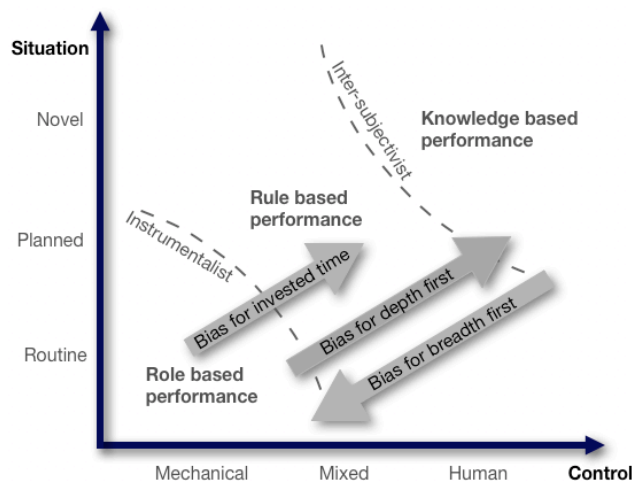 Situation
Novel
Inter-subjectivist
Knowledge based
performance
Rule based
performance
Planned
Instrumentalist
Bias for invested time
Bias for depth first
Bias for breadth first
Routine
Role based
performance
Mechanical
Mixed
Human
Control